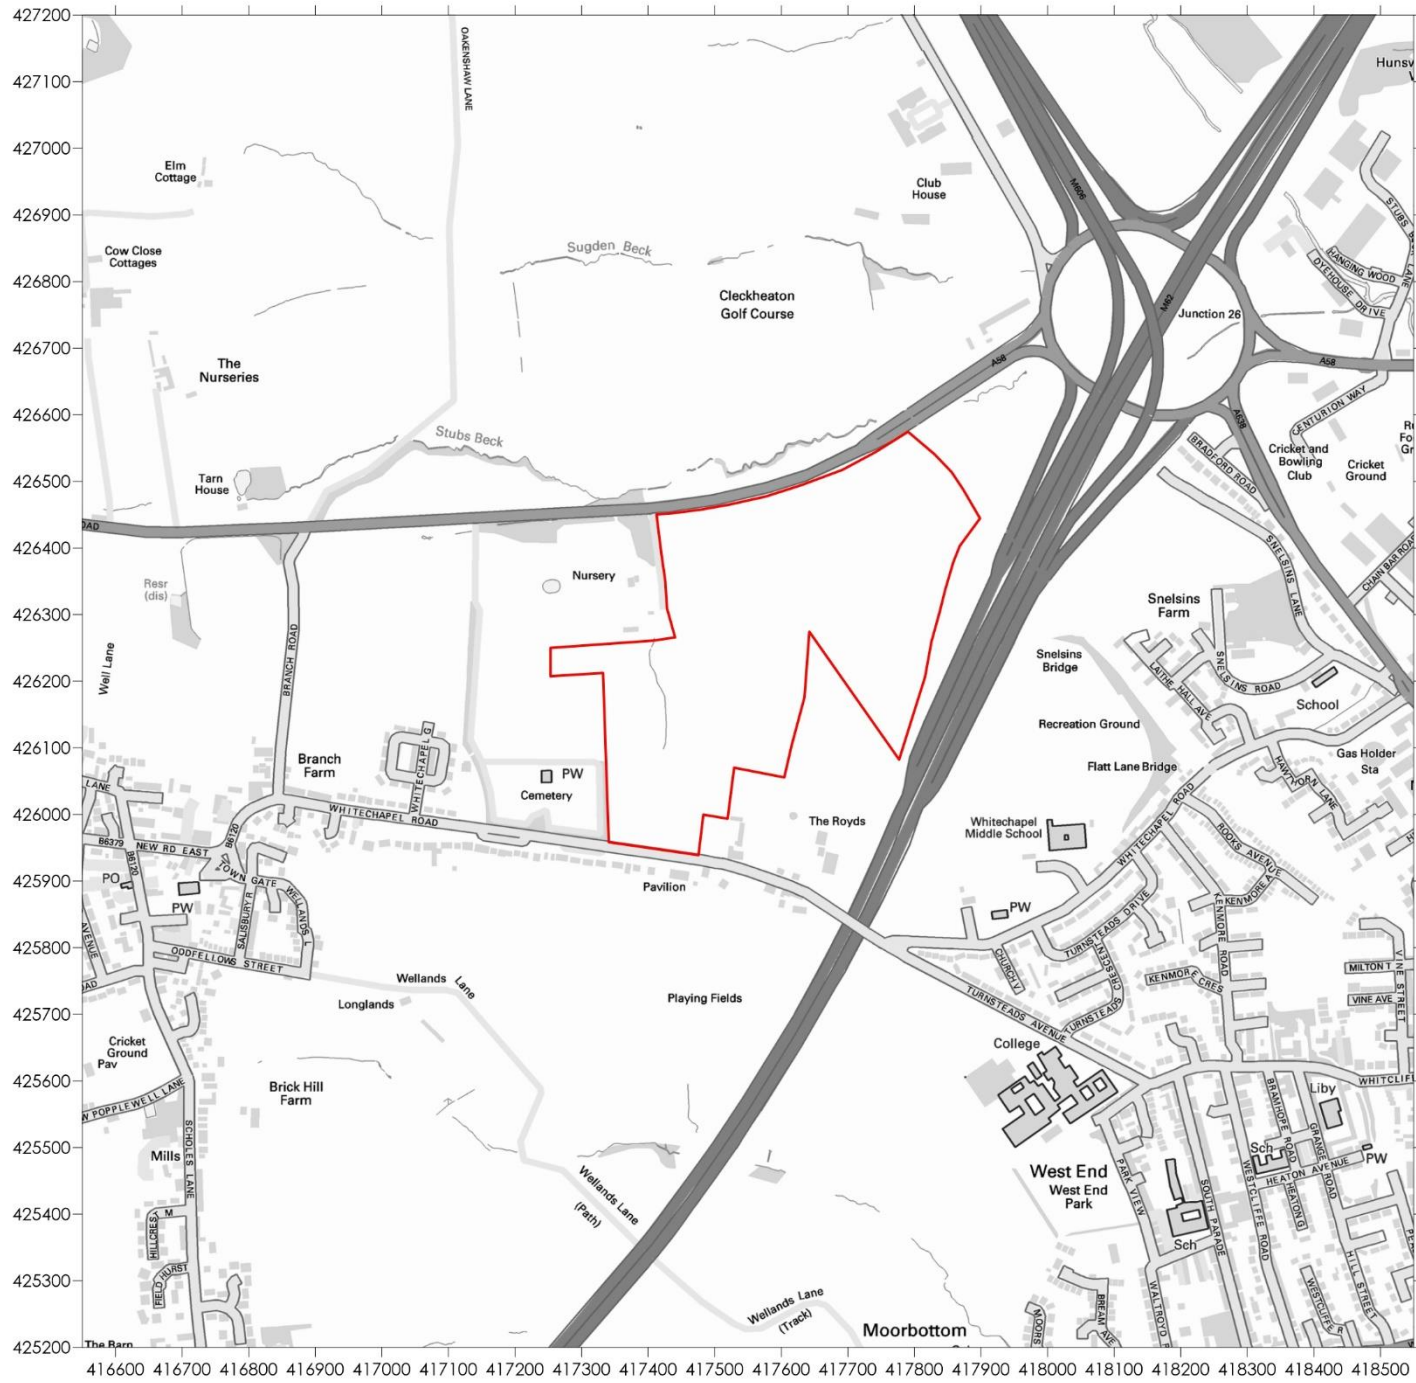 427200
427100
427000
426900
426800
426700
426600
426500
426400
426300
426200
426100
426000
425900
425800
425700
425600
425500
425400
425300
425200
OAKENSHAW LANE
Elm
Cottage
Cow Close
Cottages
Sugden Beck
Club
House
Cleckheaton
Golf Course
M606
M62
Junction 26
HANGING WOOD
DYEHOUSE DRIVE
STUBS
LANE
A58
A58
A638
CENTURION WAY
The
Nurseries
Stubs Beck
Tarn
House
BRADFORD ROAD
Cricket and
Bowling
Club
Cricket
Ground
OAD
Resr
(dis)
Nursery
SNELSINS LANE
CHAIN BAR ROAD
Snelsins
Farm
Well Lane
BRANCH ROAD
Snelsins
Bridge
LAITHE HALL AVE
SNELSINS ROAD
School
Recreation Ground
Gas Holder
Sta
Flatt Lane Bridge
HAWTHORN LANE
Branch
Farm
WHITECHAPEL G
PW
Cemetery
LANE
WHITECHAPEL ROAD
The Royds
Whitechapel
Middle School
WHITECHAPEL ROAD
ROOKS AVENUE
KENMORE A
B6379
NEW RD EAST
B6120
B6120
TOWN GATE
PO
PW
SALISBURY R
WELLANDS L
Pavilion
PW
TURNSTEADS DRIVE
KENMORE ROAD
AVENUE
ODDFELLOWS STREET
CHURCH V
TURNSTEADS CRESCENT
KENMORE CRES
MILTON T
VINE STREET
VINE AVE
OAD
Wellands Lane
Longlands
Playing Fields
TURNSTEADS AVENUE
Cricket
Ground
Pav
College
WHITCLIF
W POPPLEWELL LANE
Brick Hill
Farm
BRAMHOPE ROAD
Liby
GRANGE ROAD
Mills
SCHOLES LANE
Sch
PW
HEATON AVENUE
West End
West End
Park
PARK VIEW
SOUTH PARADE
WESTCLIFFE ROAD
HEATON G
Wellands Lane
(Path)
HILLCREST M
Sch
HILL STREET
FIELD HURST
Wellands Lane
(Track)
Moorbottom
MOORS
BREAM AVE
WALTROYD R
WESTCLIFFE R
The Barn
416600
416700
416800
416900
417000
417100
417200
417300
417400
417500
417600
417700
417800
417900
418000
418100
418200
418300
418400
418500